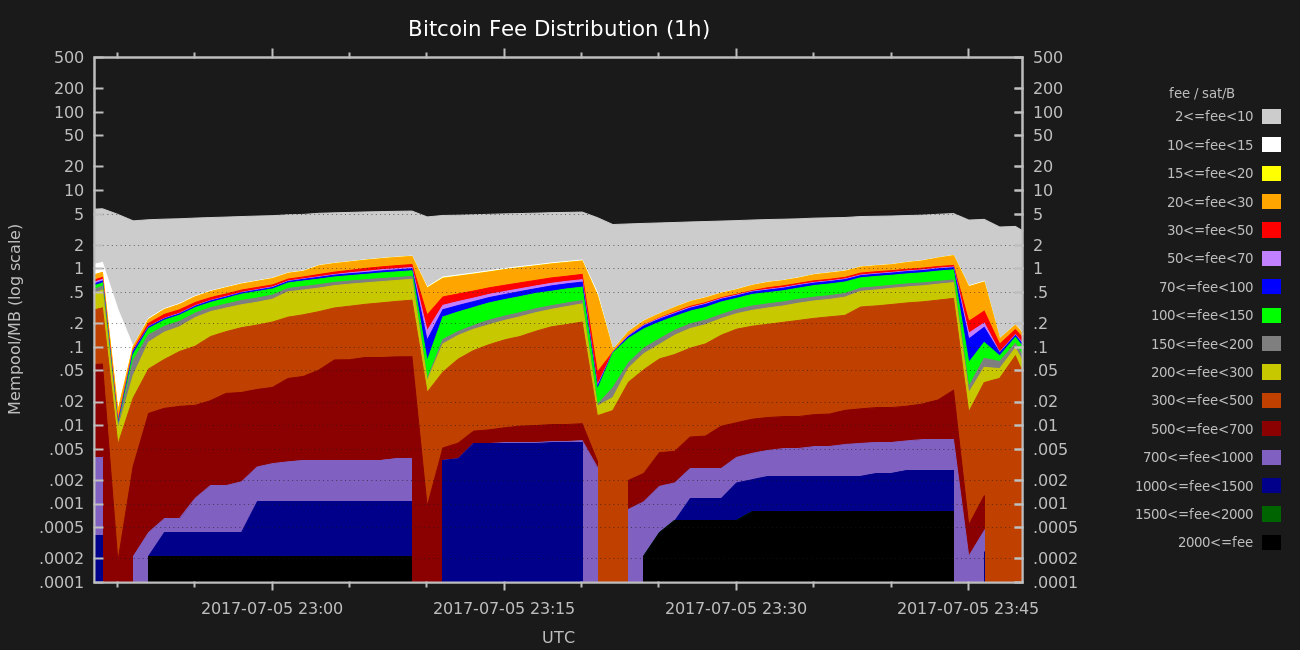 Bitcoin Fee Distribution (1h)
500 500
200 200
100 100
50 50
20 20
10 10
5 5
2 2
1 1
.5 .5
.2 .2
.1 .1
.05 .05
.02 .02
.01 .01
.005 .005
.002 .002
.001 .001
.0005 .0005
.0002 .0002
.0001 .0001
Mempool/MB (log scale)
2017-07-05 23:00 2017-07-05 23:15 2017-07-05 23:30 2017-07-05 23:45
UTC
fee / sat/B
2<=fee<10
10<=fee<15
15<=fee<20
20<=fee<30
30<=fee<50
50<=fee<70
70<=fee<100
100<=fee<150
150<=fee<200
200<=fee<300
300<=fee<500
500<=fee<700
700<=fee<1000
1000<=fee<1500
1500<=fee<2000
2000<=fee